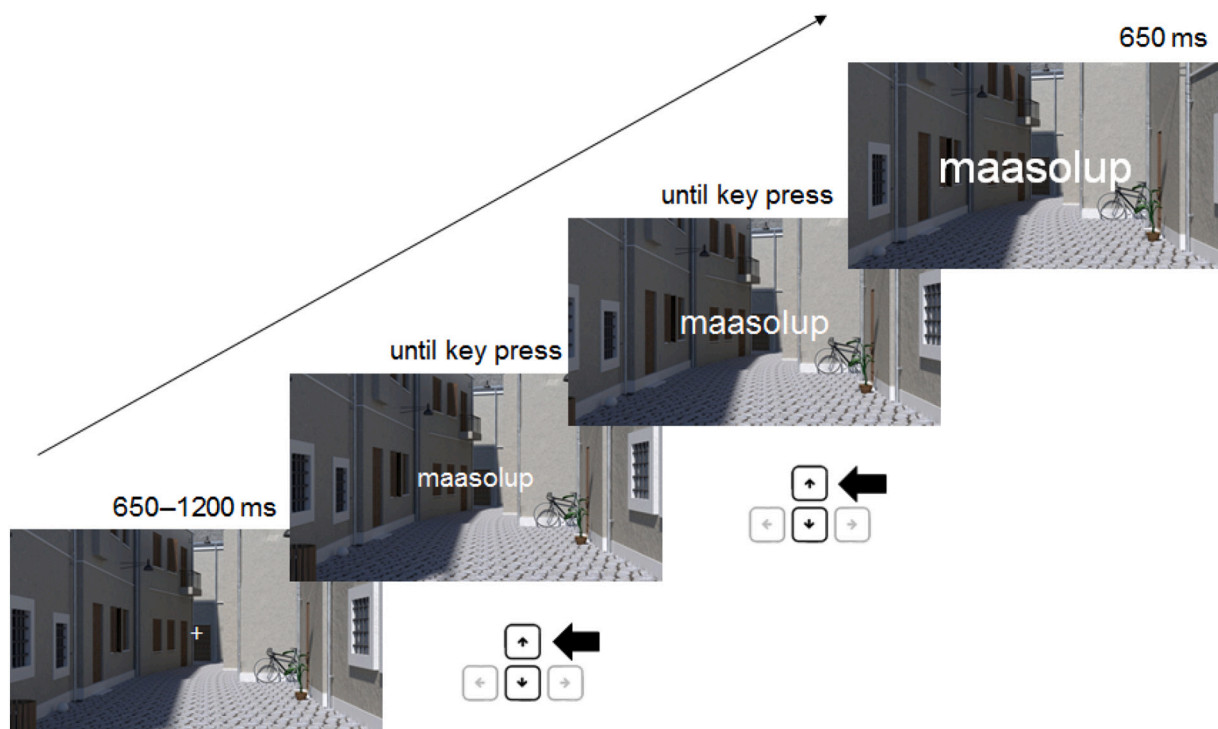 650 ms
maasolup
until key press
maasolup
until key press
maasolup
650–1200 ms
+